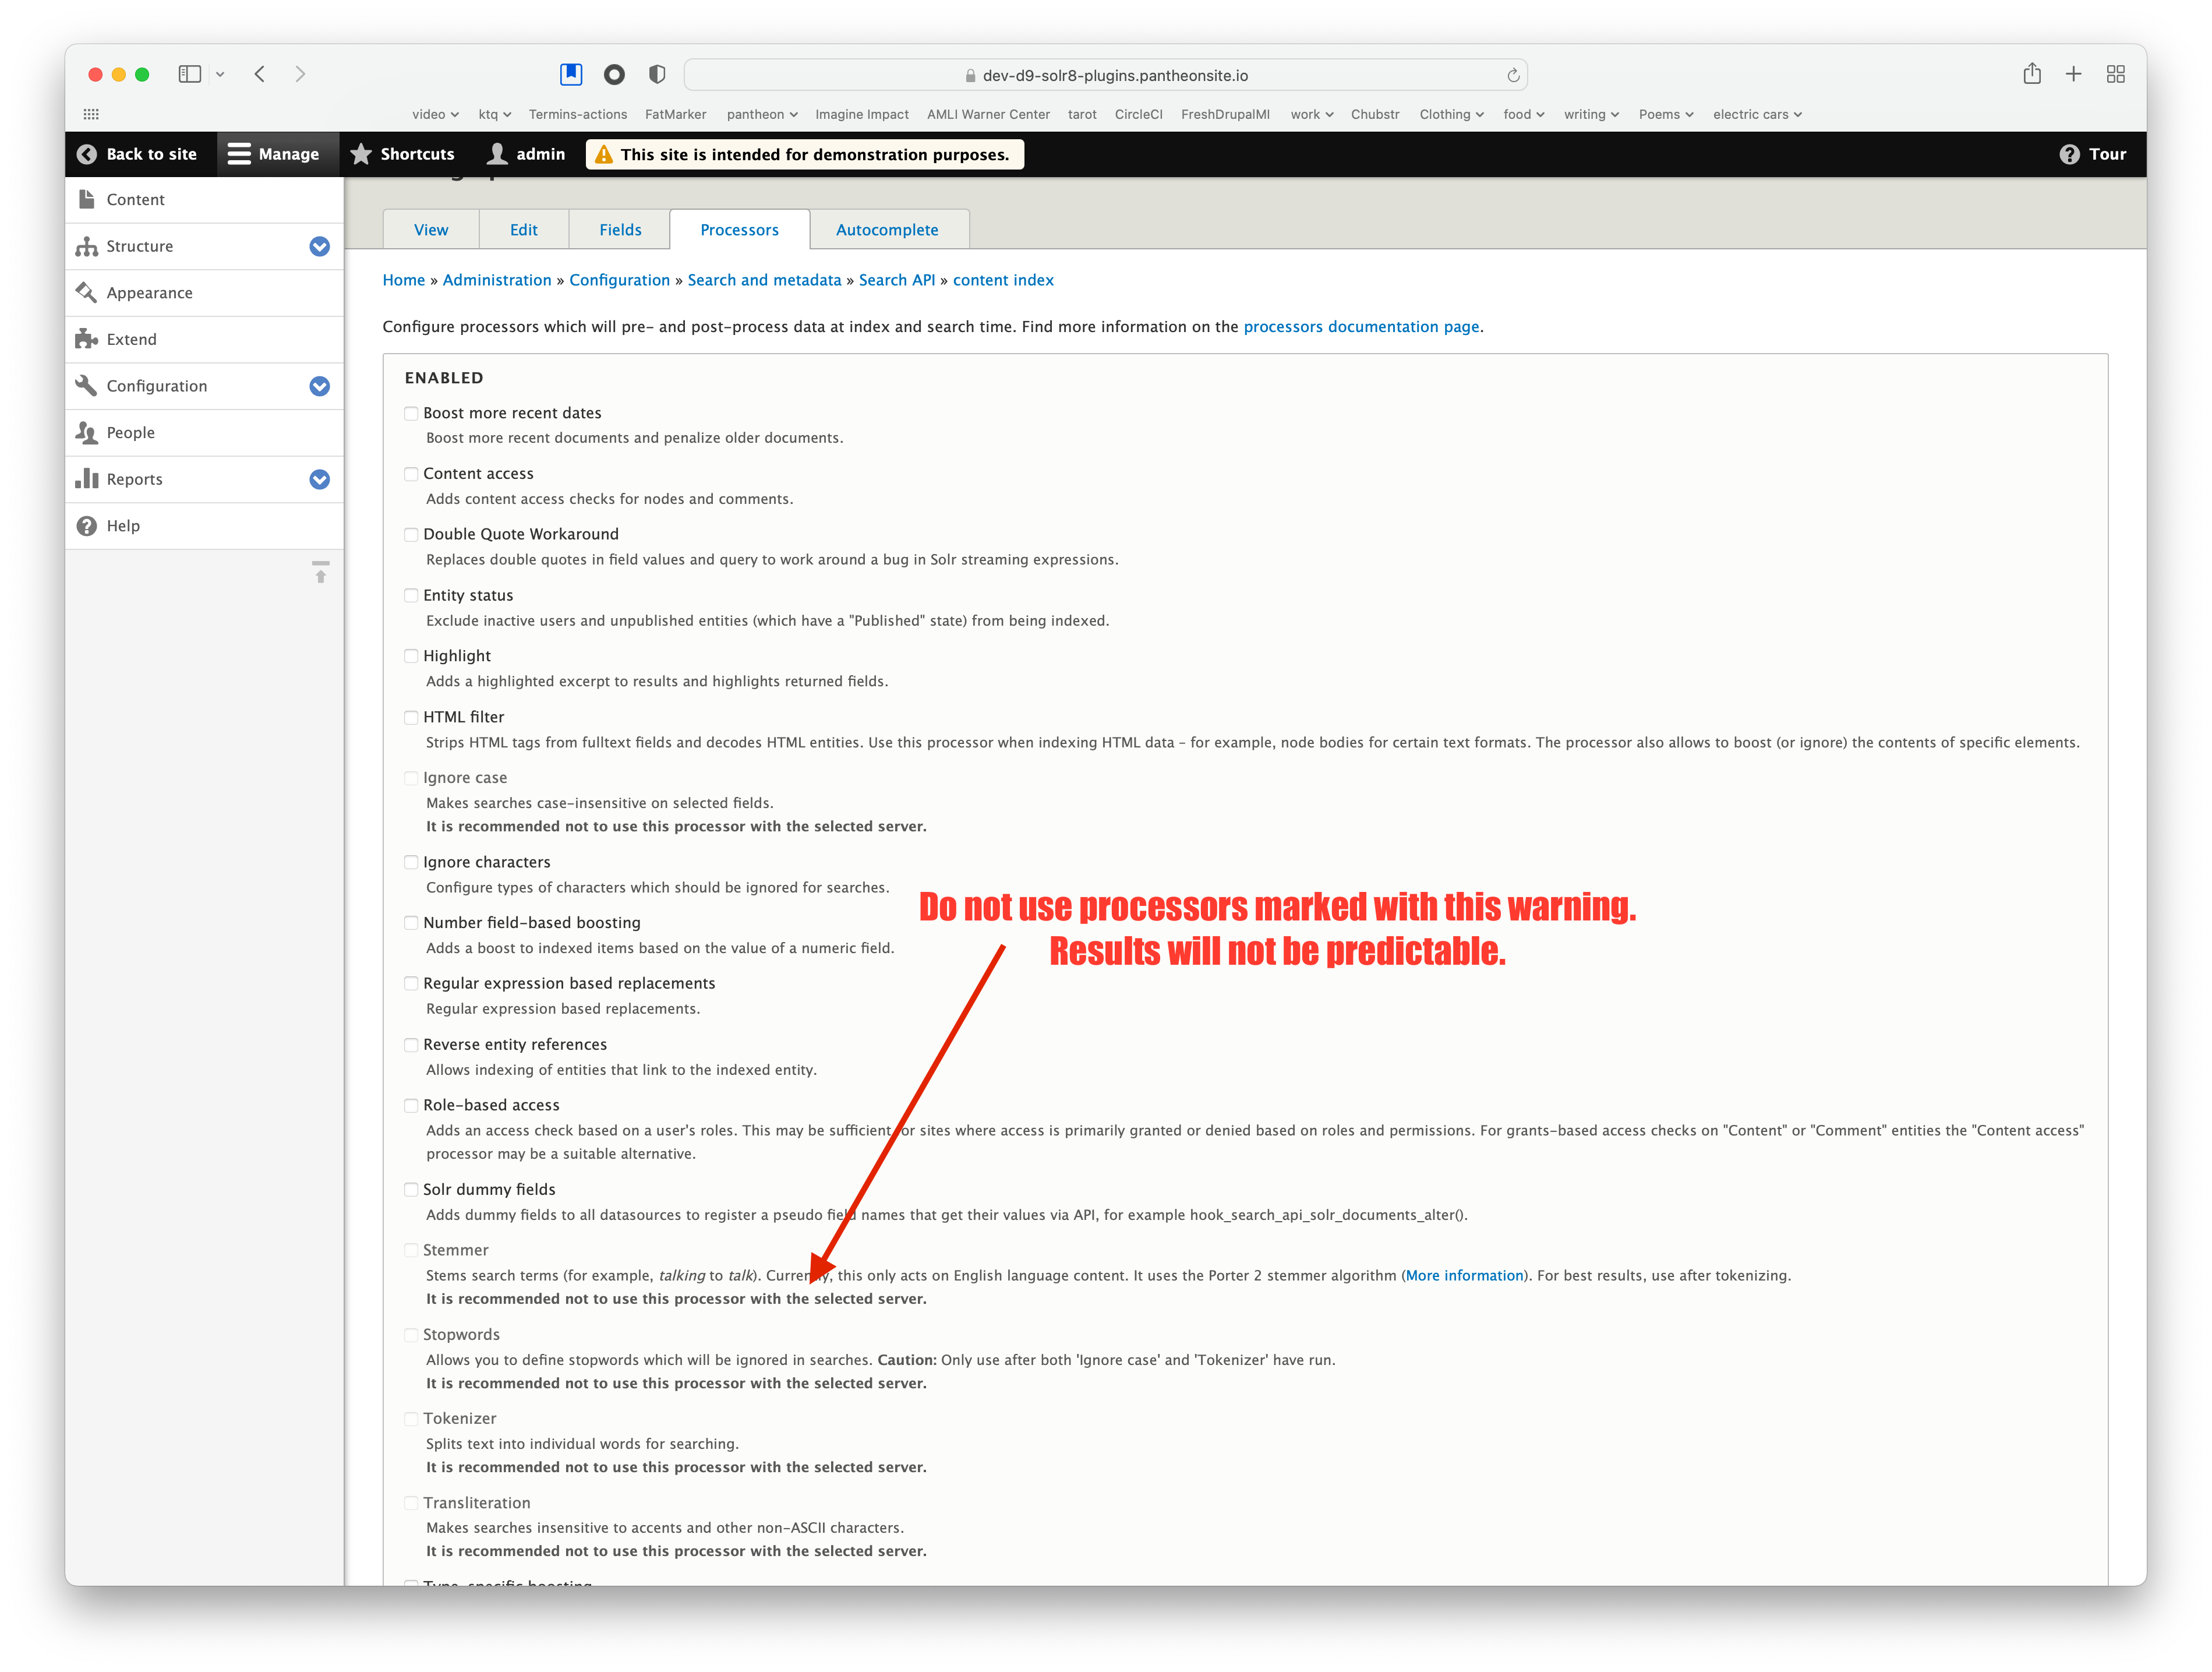 dev-d9-solr8-plugins.pantheonsite.io
video ktq Termins-actions FatMarker pantheon Imagine Impact AMLI Warner Center tarot CircleCI FreshDrupalMI work Chubstr Clothing food writing Poems electric cars
Back to site Manage Shortcuts admin This site is intended for demonstration purposes. Tour
Content
Structure
Appearance
Extend
Configuration
People
Reports
Help
View Edit Fields Processors Autocomplete
Home » Administration » Configuration » Search and metadata » Search API » content index
Configure processors which will pre- and post-process data at index and search time. Find more information on the processors documentation page.
ENABLED
Boost more recent dates
Boost more recent documents and penalize older documents.
Content access
Adds content access checks for nodes and comments.
Double Quote Workaround
Replaces double quotes in field values and query to work around a bug in Solr streaming expressions.
Entity status
Exclude inactive users and unpublished entities (which have a "Published" state) from being indexed.
Highlight
Adds a highlighted excerpt to results and highlights returned fields.
HTML filter
Strips HTML tags from fulltext fields and decodes HTML entities. Use this processor when indexing HTML data – for example, node bodies for certain text formats. The processor also allows to boost (or ignore) the contents of specific elements.
Ignore case
Makes searches case-insensitive on selected fields.
It is recommended not to use this processor with the selected server.
Ignore characters
Configure types of characters which should be ignored for searches.
Do not use processors marked with this warning.
Results will not be predictable.
Number field-based boosting
Adds a boost to indexed items based on the value of a numeric field.
Regular expression based replacements
Regular expression based replacements.
Reverse entity references
Allows indexing of entities that link to the indexed entity.
Role-based access
Adds an access check based on a user's roles. This may be sufficient for sites where access is primarily granted or denied based on roles and permissions. For grants-based access checks on "Content" or "Comment" entities the "Content access"
processor may be a suitable alternative.
Solr dummy fields
Adds dummy fields to all datasources to register a pseudo field names that get their values via API, for example hook_search_api_solr_documents_alter().
Stemmer
Stems search terms (for example, talking to talk). Currently, this only acts on English language content. It uses the Porter 2 stemmer algorithm (More information). For best results, use after tokenizing.
It is recommended not to use this processor with the selected server.
Stopwords
Allows you to define stopwords which will be ignored in searches. Caution: Only use after both 'Ignore case' and 'Tokenizer' have run.
It is recommended not to use this processor with the selected server.
Tokenizer
Splits text into individual words for searching.
It is recommended not to use this processor with the selected server.
Transliteration
Makes searches insensitive to accents and other non-ASCII characters.
It is recommended not to use this processor with the selected server.
Type-specific boosting